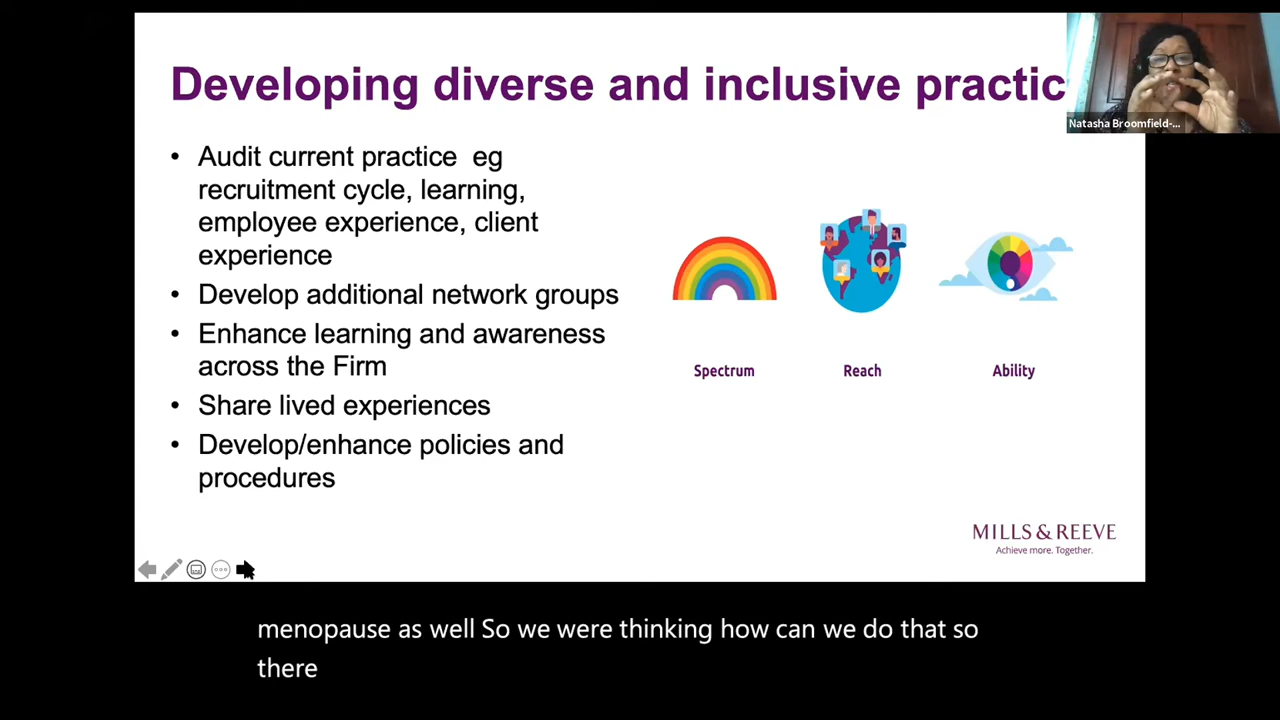 Developing diverse and inclusive practic
Natasha Broomfield-...
• Audit current practice eg
recruitment cycle, learning,
employee experience, client
experience
• Develop additional network groups
• Enhance learning and awareness
across the Firm
• Share lived experiences
• Develop/enhance policies and
procedures
Spectrum
Reach
Ability
MILLS & REEVE
Achieve more. Together.
menopause as well So we were thinking how can we do that so
there